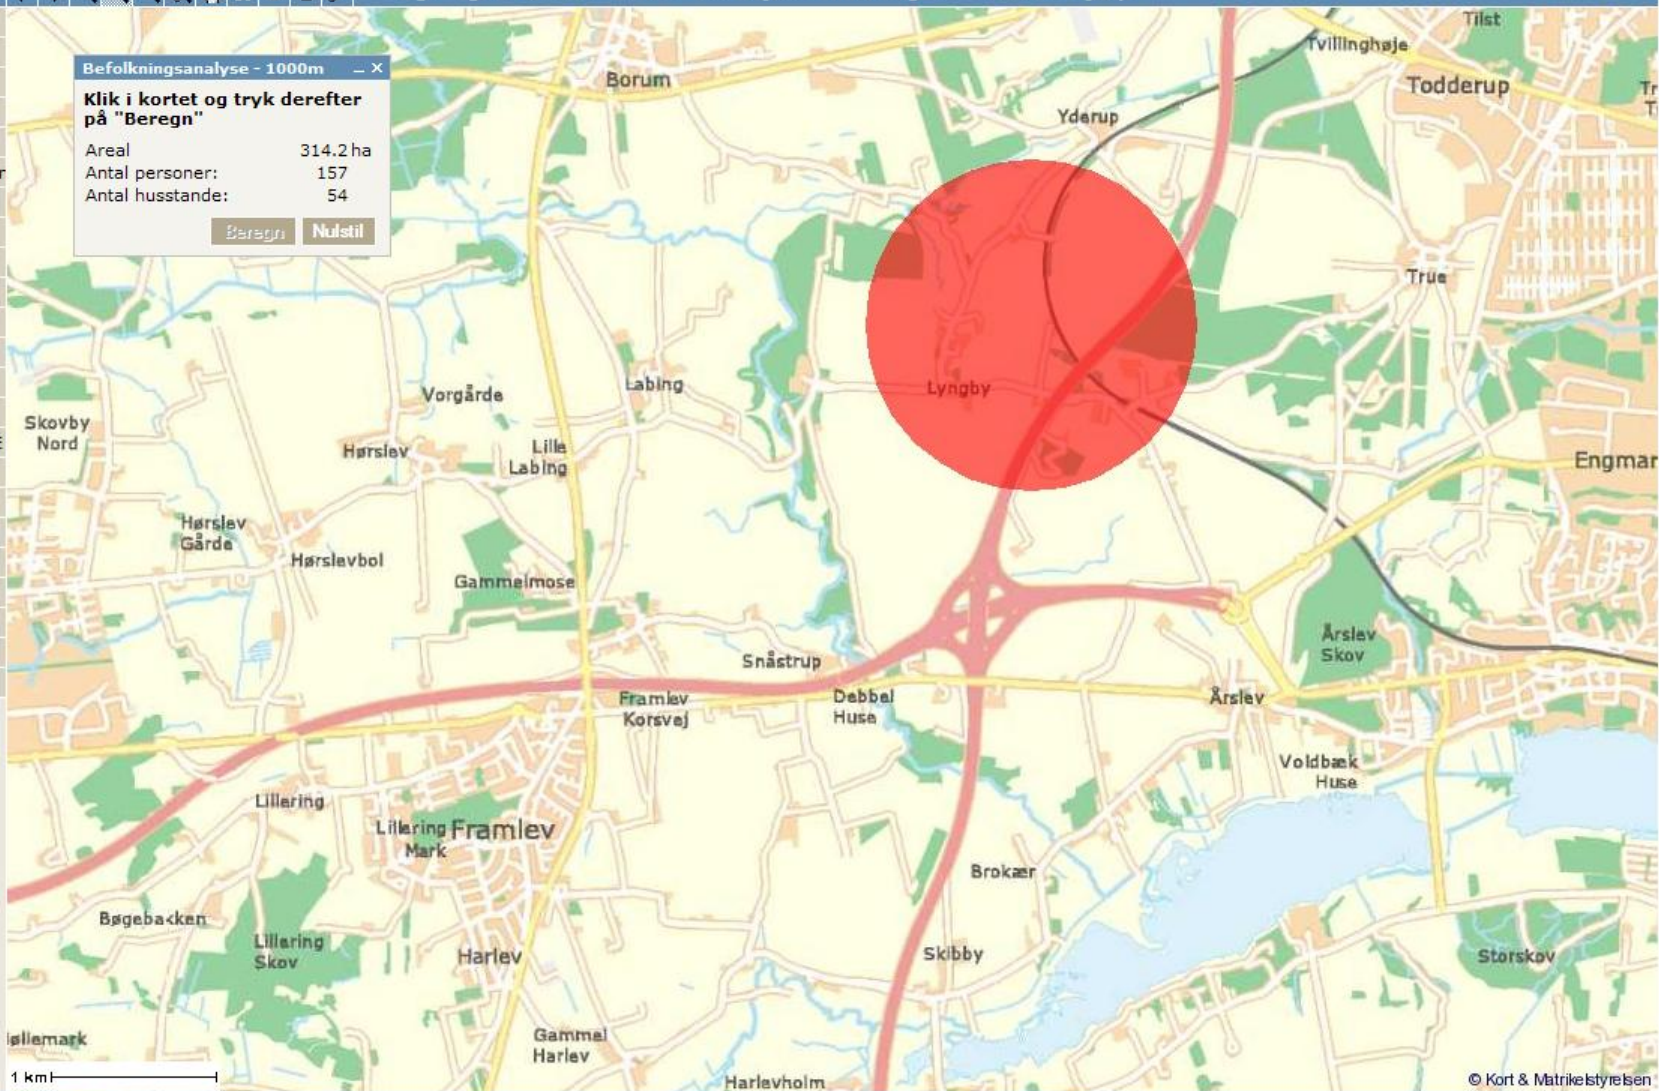 Befolkningsanalyse - 1000m
Klik i kortet og tryk derefter
på "Beregn"
Areal 314.2 ha
Antal personer: 157
Antal husstande: 54
Beregn Nulstil
Tilst
Tvillinghøje
Borum
Todderup
Yderup
True
Labing
Lyngby
Vorgårde
Skovby
Nord
Hørslev
Lille
Labing
Hørslev
Gårde
Hørslevbol
Gammelmose
Årslev
Skov
Snåstrup
Framlev
Korsvej
Debbel
Huse
Årslev
Voldbæk
Huse
Lillering
Lillering
Mark
Framlev
Brokær
Bøgebakken
Lillering
Skov
Harlev
Skibby
Storskov
Gammel
Harlev
Harlevholm
1 km
© Kort & Matrikelstyrelsen